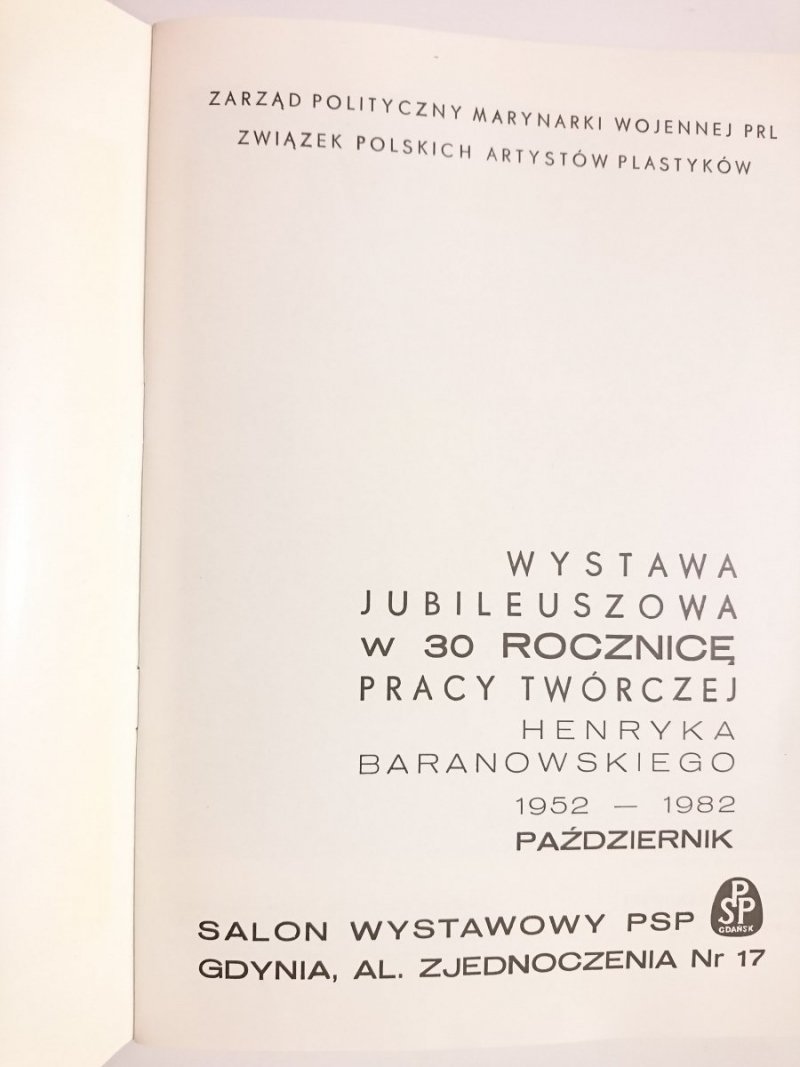 ZARZĄD POLITYCZNY MARYNARKI WOJENNEJ PRL
ZWIĄZEK POLSKICH ARTYSTÓW PLASTYKÓW
WYSTAWA
JUBILEUSZOWA
W 30 ROCZNICĘ
PRACY TWÓRCZEJ
HENRYKA
BARANOWSKIEGO
1952 — 1982
PAŹDZIERNIK
PSP
GDAŃSK
SALON WYSTAWOWY PSP
GDYNIA, AL. ZJEDNOCZENIA Nr 17